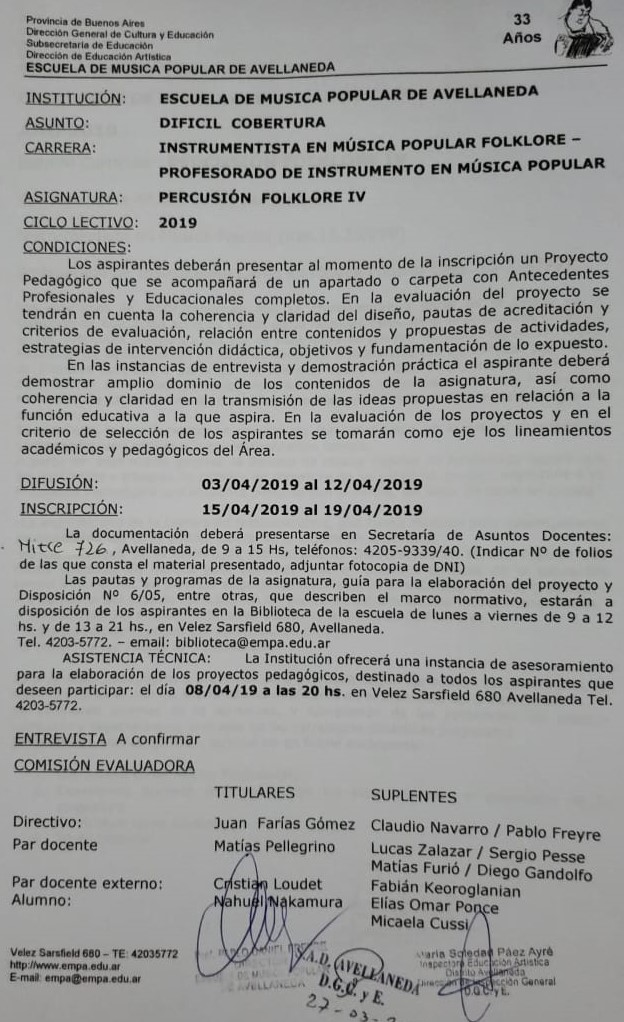 Provincia de Buenos Aires
Dirección General de Cultura y Educación
Subsecretaria de Educación
Dirección de Educación Artistica
ESCUELA DE MUSICA POPULAR DE AVELLANEDA
33
Años
INSTITUCIÓN: ESCUELA DE MUSICA POPULAR DE AVELLANEDA
ASUNTO: DIFICIL COBERTURA
CARRERA: INSTRUMENTISTA EN MÚSICA POPULAR FOLKLORE –
PROFESORADO DE INSTRUMENTO EN MÚSICA POPULAR
ASIGNATURA: PERCUSIÓN FOLKLORE IV
CICLO LECTIVO: 2019
CONDICIONES:
Los aspirantes deberán presentar al momento de la inscripción un Proyecto
Pedagógico que se acompañará de un apartado o carpeta con Antecedentes
Profesionales y Educacionales completos. En la evaluación del proyecto se
tendrán en cuenta la coherencia y claridad del diseño, pautas de acreditación y
criterios de evaluación, relación entre contenidos y propuestas de actividades,
estrategias de intervención didáctica, objetivos y fundamentación de lo expuesto.
En las instancias de entrevista y demostración práctica el aspirante deberá
demostrar amplio dominio de los contenidos de la asignatura, así como
coherencia y claridad en la transmisión de las ideas propuestas en relación a la
función educativa a la que aspira. En la evaluación de los proyectos y en el
criterio de selección de los aspirantes se tomarán como eje los lineamientos
académicos y pedagógicos del Área.
DIFUSIÓN: 03/04/2019 al 12/04/2019
INSCRIPCIÓN: 15/04/2019 al 19/04/2019
La documentación deberá presentarse en Secretaría de Asuntos Docentes:
Mitre 726, Avellaneda, de 9 a 15 Hs, teléfonos: 4205-9339/40. (Indicar Nº de folios
de las que consta el material presentado, adjuntar fotocopia de DNI)
Las pautas y programas de la asignatura, guía para la elaboración del proyecto y
Disposición Nº 6/05, entre otras, que describen el marco normativo, estarán a
disposición de los aspirantes en la Biblioteca de la escuela de lunes a viernes de 9 a 12
hs. y de 13 a 21 hs., en Velez Sarsfield 680, Avellaneda.
Tel. 4203-5772. – email: biblioteca@empa.edu.ar
ASISTENCIA TÉCNICA: La Institución ofrecerá una instancia de asesoramiento
para la elaboración de los proyectos pedagógicos, destinado a todos los aspirantes que
deseen participar: el día 08/04/19 a las 20 hs. en Velez Sarsfield 680 Avellaneda Tel.
4203-5772.
ENTREVISTA A confirmar
COMISIÓN EVALUADORA
TITULARES SUPLENTES
Directivo: Juan Farías Gómez Claudio Navarro / Pablo Freyre
Par docente Matías Pellegrino Lucas Zalazar / Sergio Pesse
Matías Furió / Diego Gandolfo
Par docente externo: Cristian Loudet Fabián Keoroglanian
Alumno: Nahuel Nakamura Elías Omar Ponce
Micaela Cussi
Velez Sarsfield 680 – TE: 42035772
http://www.empa.edu.ar
E-mail: empa@empa.edu.ar
DE MUSICA POPULAR
AVELLANEDA
S.A.D. AVELLANEDA
D.G.C. y E.
27-03-
Maria Soledad Páez Ayré
Inspectora Educación Artistica
Distrito Avellaneda
Dirección de Inspección General
D.G.C. y E.